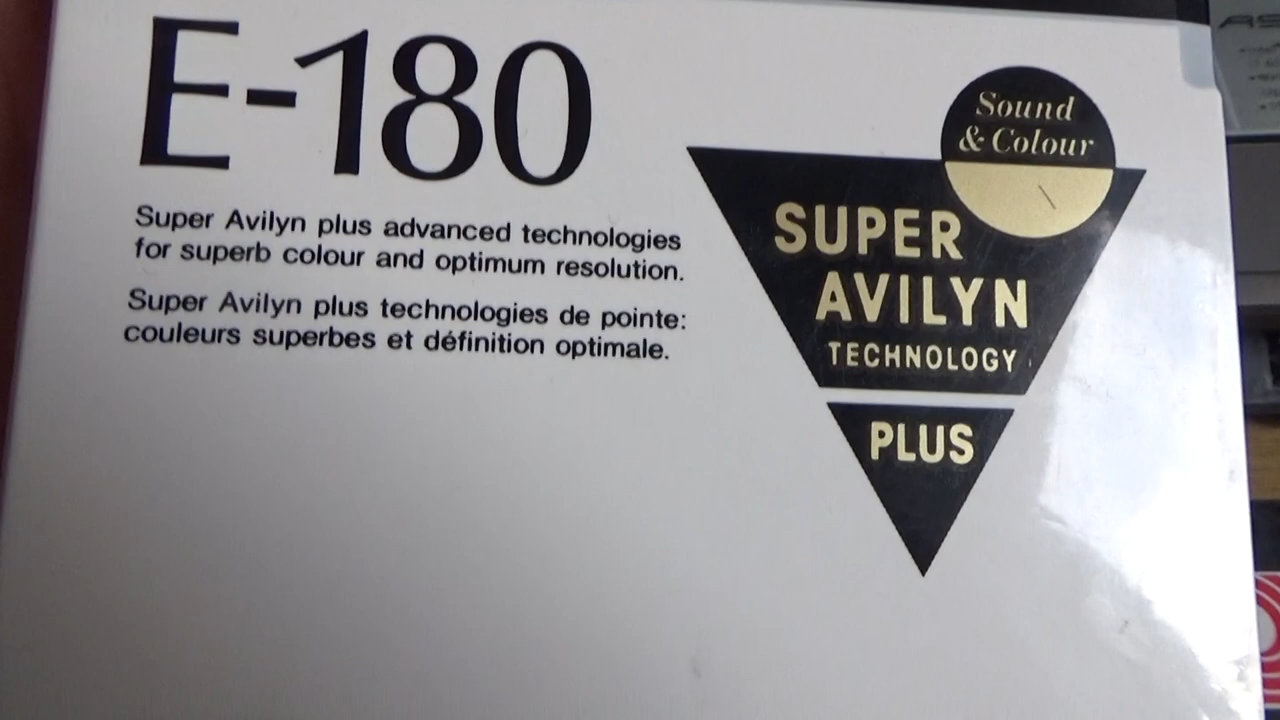 E-180
Super Avilyn plus advanced technologies
for superb colour and optimum resolution.
Super Avilyn plus technologies de pointe:
couleurs superbes et définition optimale.
Sound
& Colour
SUPER
AVILYN
TECHNOLOGY
PLUS